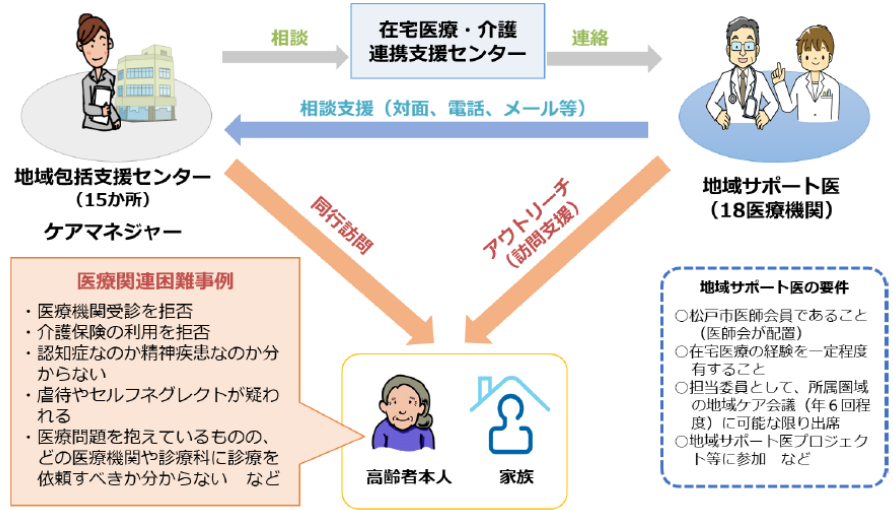 相談
在宅医療・介護
連携支援センター
連絡
相談支援（対面、電話、メール等）
地域包括支援センター
（15か所）
ケアマネジャー
地域サポート医
（18医療機関）
同行訪問
アウトリーチ
（訪問支援）
医療関連困難事例
・医療機関受診を拒否
・介護保険の利用を拒否
・認知症なのか精神疾患なのか分
からない
・虐待やセルフネグレクトが疑わ
れる
・医療問題を抱えているものの、
どの医療機関や診療科に診療を
依頼すべきか分からない　など
高齢者本人
家族
地域サポート医の要件
○松戸市医師会員であること
（医師会が配置）
○在宅医療の経験を一定程度
有すること
○担当委員として、所属圏域
の地域ケア会議（年６回程
度）に可能な限り出席
○地域サポート医プロジェク
ト等に参加　など